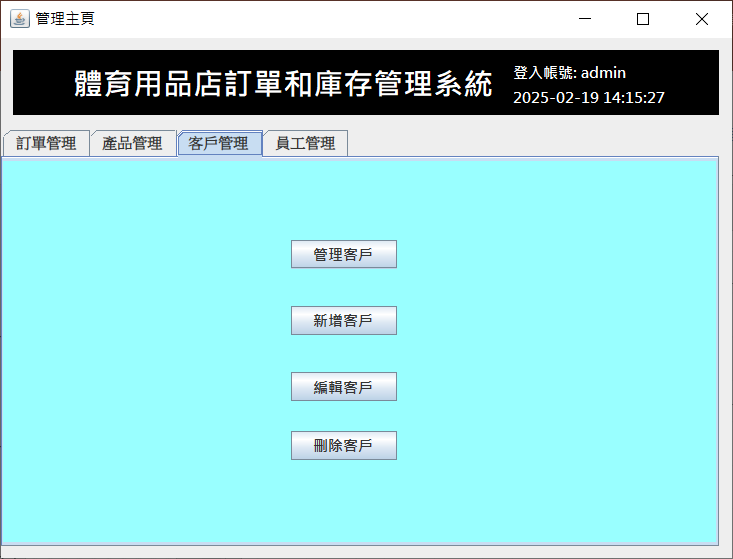 管理主頁
體育用品店訂單和庫存管理系統
登入帳號: admin
2025-02-19 14:15:27
訂單管理 產品管理 客戶管理 員工管理
管理客戶
新增客戶
編輯客戶
刪除客戶